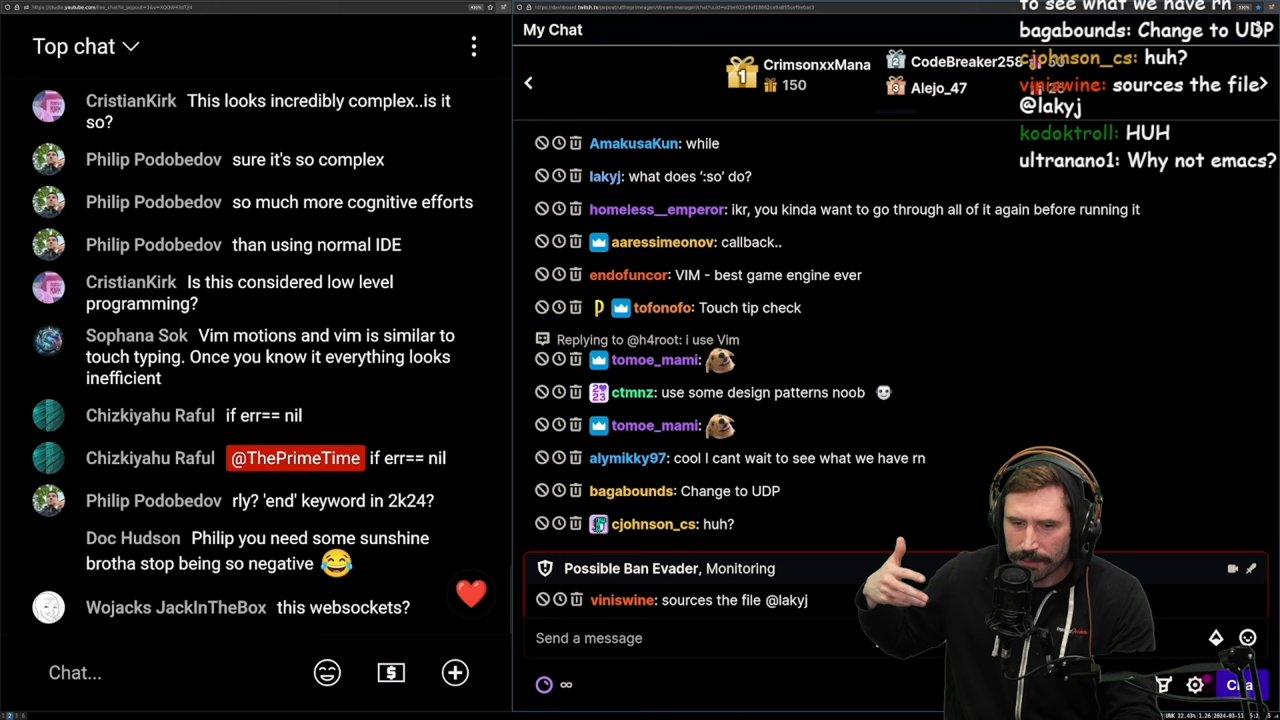 Top chat
CristianKirk This looks incredibly complex..is it
so?
Philip Podobedov sure it's so complex
Philip Podobedov so much more cognitive efforts
Philip Podobedov than using normal IDE
CristianKirk Is this considered low level
programming?
Sophana Sok Vim motions and vim is similar to
touch typing. Once you know it everything looks
inefficient
Chizkiyahu Raful if err== nil
Chizkiyahu Raful @ThePrimeTime if err== nil
Philip Podobedov rly? 'end' keyword in 2k24?
Doc Hudson Philip you need some sunshine
brotha stop being so negative
Wojacks JackInTheBox this websockets?
Chat...
My Chat
1 CrimsonxxMana
150
2 CodeBreaker258
3 Alejo_47
AmakusaKun: while
lakyj: what does ':so' do?
homeless__emperor: ikr, you kinda want to go through all of it again before running it
aaressimeonov: callback..
endofuncor: VIM - best game engine ever
tofonofo: Touch tip check
Replying to @h4root: i use Vim
tomoe_mami:
ctmnz: use some design patterns noob
tomoe_mami:
alymikky97: cool I cant wait to see what we have rn
bagabounds: Change to UDP
cjohnson_cs: huh?
Possible Ban Evader, Monitoring
viniswine: sources the file @lakyj
Send a message
to see what we have rn
bagabounds: Change to UDP
cjohnson_cs: huh?
viniswine: sources the file
@lakyj
kodoktroll: HUH
ultranano1: Why not emacs?